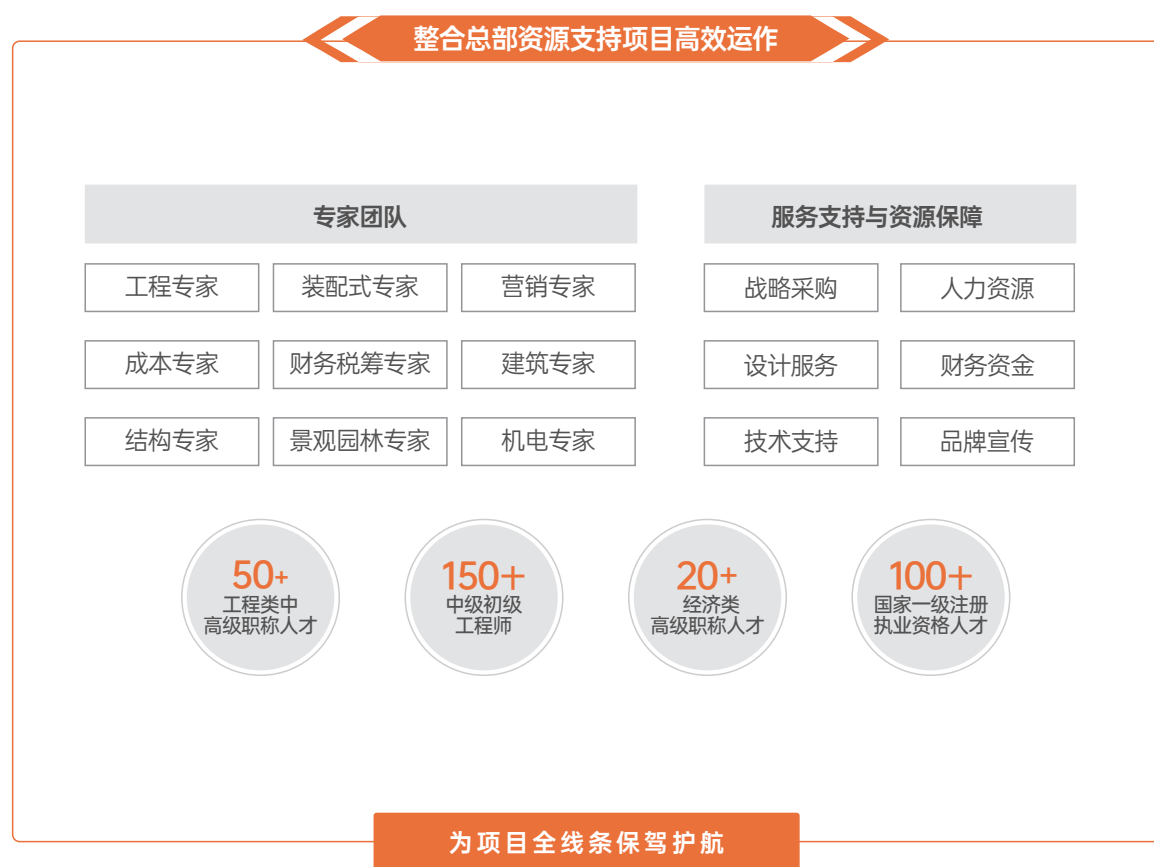 整合总部资源支持项目高效运作
专家团队
工程专家
装配式专家
营销专家
成本专家
财务税筹专家
建筑专家
结构专家
景观园林专家
机电专家
服务支持与资源保障
战略采购
人力资源
设计服务
财务资金
技术支持
品牌宣传
50+
工程类中
高级职称人才
150+
中级初级
工程师
20+
经济类
高级职称人才
100+
国家一级注册
执业资格人才
为项目全线条保驾护航